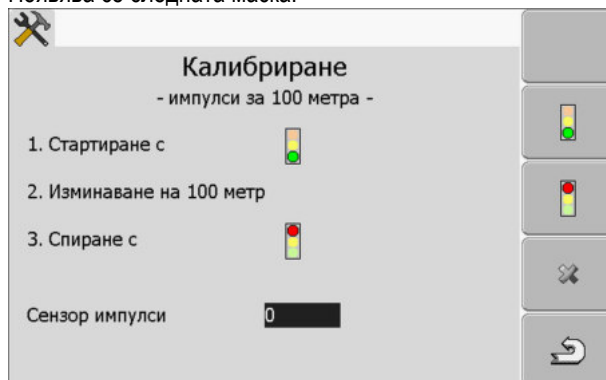 Появява се следната маска:
Калибриране
- импулси за 100 метра -
1. Стартиране с
2. Изминаване на 100 метр
3. Спиране с
Сензор импулси
0